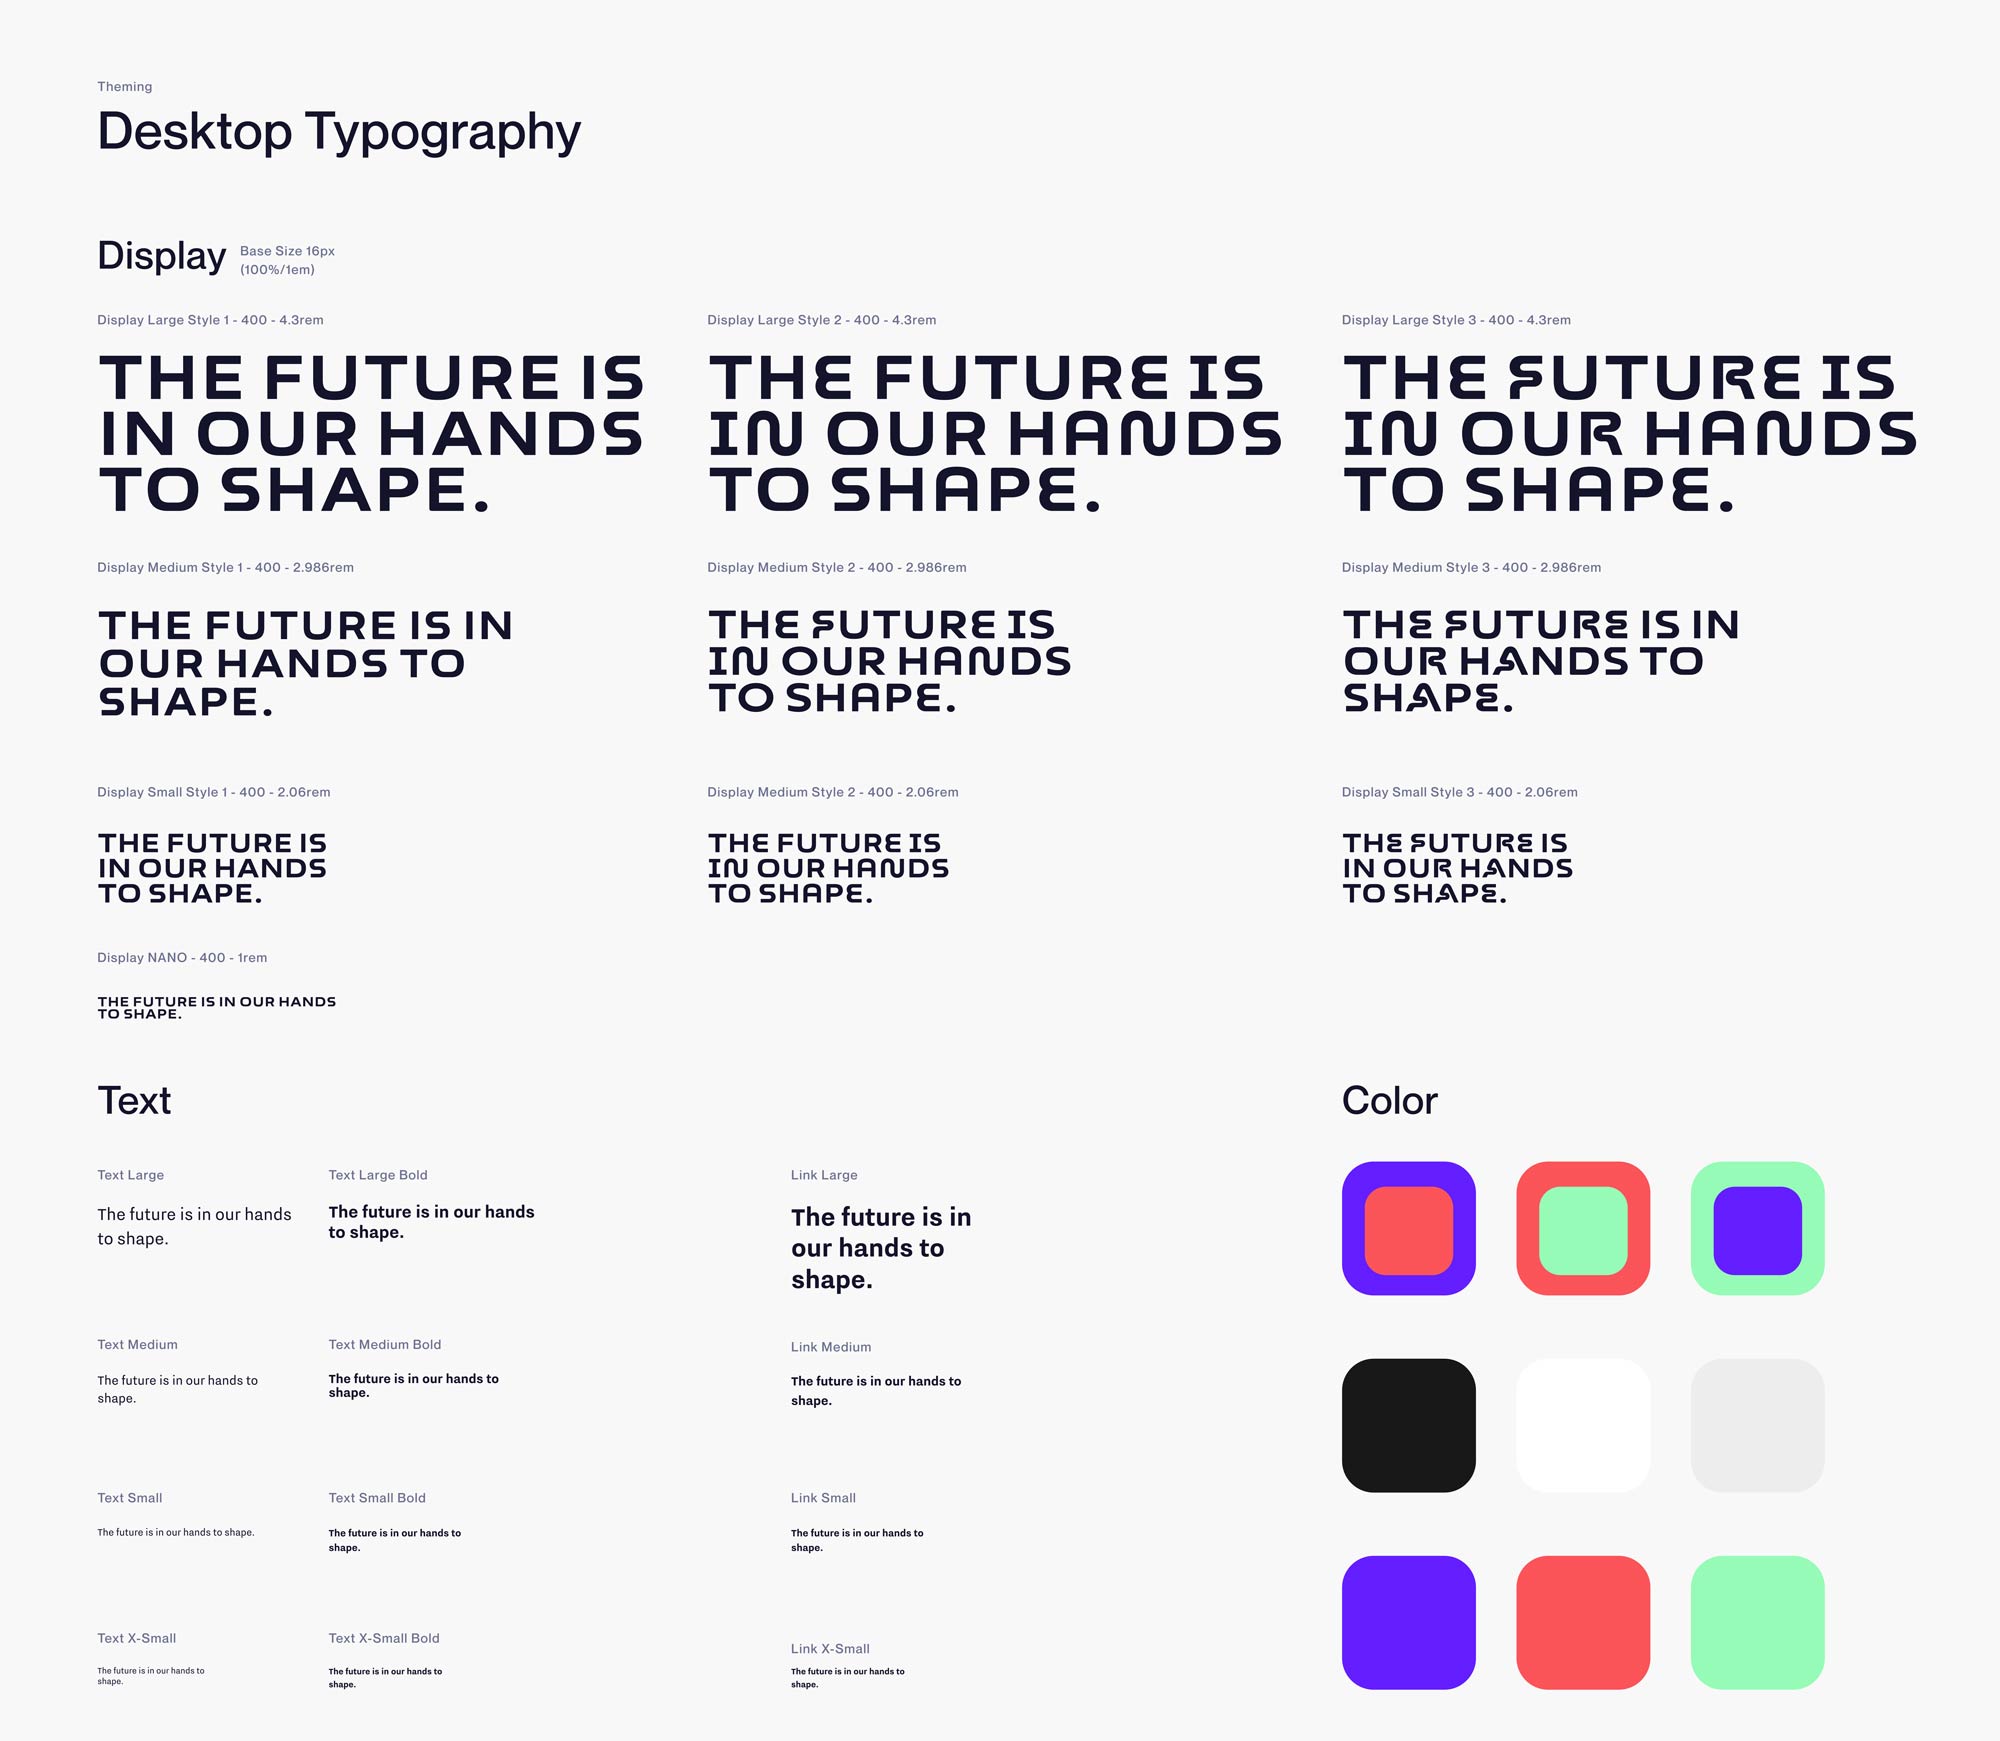 Theming
Desktop Typography
Display
Base Size 16px
(100%/1em)
Display Large Style 1 - 400 - 4.3rem
THE FUTURE IS
IN OUR HANDS
TO SHAPE.
Display Large Style 2 - 400 - 4.3rem
THE FUTURE IS
IN OUR HANDS
TO SHAPE.
Display Large Style 3 - 400 - 4.3rem
THE FUTURE IS
IN OUR HANDS
TO SHAPE.
Display Medium Style 1 - 400 - 2.986rem
THE FUTURE IS IN
OUR HANDS TO
SHAPE.
Display Medium Style 2 - 400 - 2.986rem
THE FUTURE IS
IN OUR HANDS
TO SHAPE.
Display Medium Style 3 - 400 - 2.986rem
THE FUTURE IS IN
OUR HANDS TO
SHAPE.
Display Small Style 1 - 400 - 2.06rem
THE FUTURE IS
IN OUR HANDS
TO SHAPE.
Display Medium Style 2 - 400 - 2.06rem
THE FUTURE IS
IN OUR HANDS
TO SHAPE.
Display Small Style 3 - 400 - 2.06rem
THE FUTURE IS
IN OUR HANDS
TO SHAPE.
Display NANO - 400 - 1rem
THE FUTURE IS IN OUR HANDS
TO SHAPE.
Text
Text Large
The future is in our hands
to shape.
Text Large Bold
The future is in our hands
to shape.
Link Large
The future is in
our hands to
shape.
Text Medium
The future is in our hands to
shape.
Text Medium Bold
The future is in our hands to
shape.
Link Medium
The future is in our hands to
shape.
Text Small
The future is in our hands to shape.
Text Small Bold
The future is in our hands to
shape.
Link Small
The future is in our hands to
shape.
Text X-Small
The future is in our hands to
shape.
Text X-Small Bold
The future is in our hands to
shape.
Link X-Small
The future is in our hands to
shape.
Color